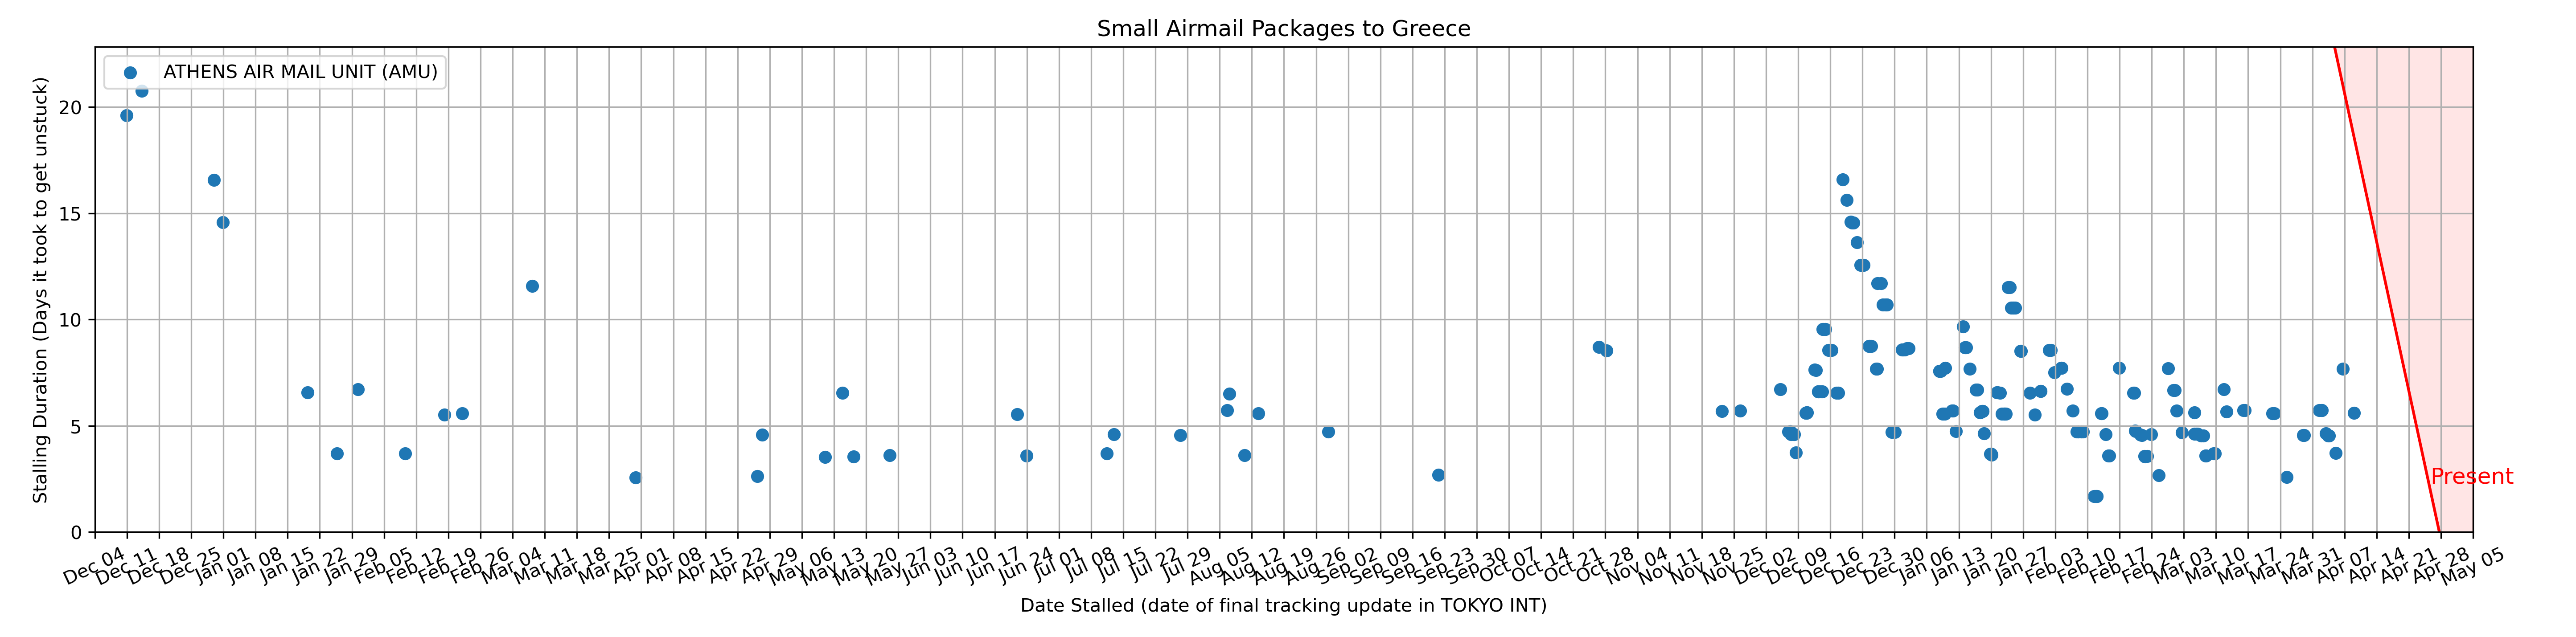 Small Airmail Packages to Greece
ATHENS AIR MAIL UNIT (AMU)
Stalling Duration (Days it took to get unstuck)
20
15
10
5
0
Present
Dec 04
Dec 11
Dec 18
Dec 25
Jan 01
Jan 08
Jan 15
Jan 22
Jan 29
Feb 05
Feb 12
Feb 19
Feb 26
Mar 04
Mar 11
Mar 18
Mar 25
Apr 01
Apr 08
Apr 15
Apr 22
Apr 29
May 06
May 13
May 20
May 27
Jun 03
Jun 10
Jun 17
Jun 24
Jul 01
Jul 08
Jul 15
Jul 22
Jul 29
Aug 05
Aug 12
Aug 19
Aug 26
Sep 02
Sep 09
Sep 16
Sep 23
Sep 30
Oct 07
Oct 14
Oct 21
Oct 28
Nov 04
Nov 11
Nov 18
Nov 25
Dec 02
Dec 09
Dec 16
Dec 23
Dec 30
Jan 06
Jan 13
Jan 20
Jan 27
Feb 03
Feb 10
Feb 17
Feb 24
Mar 03
Mar 10
Mar 17
Mar 24
Mar 31
Apr 07
Apr 14
Apr 21
Apr 28
May 05
Date Stalled (date of final tracking update in TOKYO INT)